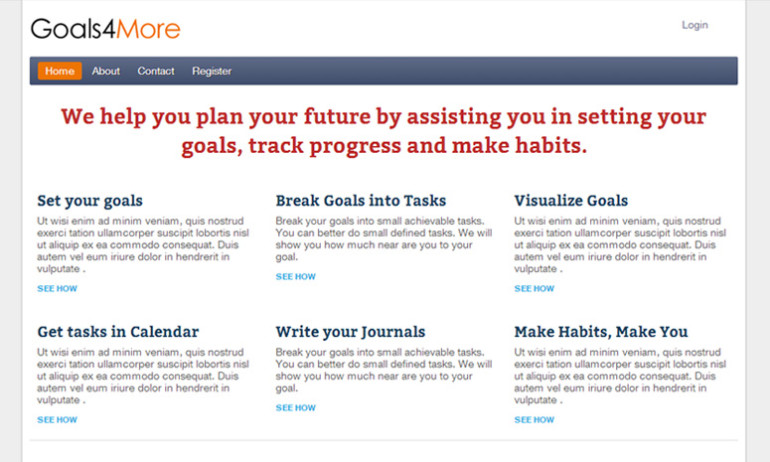 Goals4More
Login
Home About Contact Register
We help you plan your future by assisting you in setting your
goals, track progress and make habits.
Set your goals
Ut wisi enim ad minim veniam, quis nostrud
exerci tation ullamcorper suscipit lobortis nisl
ut aliquip ex ea commodo consequat. Duis
autem vel eum iriure dolor in hendrerit in
vulputate .
SEE HOW
Break Goals into Tasks
Break your goals into small achievable tasks.
You can better do small defined tasks. We will
show you how much near are you to your
goal.
SEE HOW
Visualize Goals
Ut wisi enim ad minim veniam, quis nostrud
exerci tation ullamcorper suscipit lobortis nisl
ut aliquip ex ea commodo consequat. Duis
autem vel eum iriure dolor in hendrerit in
vulputate .
SEE HOW
Get tasks in Calendar
Ut wisi enim ad minim veniam, quis nostrud
exerci tation ullamcorper suscipit lobortis nisl
ut aliquip ex ea commodo consequat. Duis
autem vel eum iriure dolor in hendrerit in
vulputate .
SEE HOW
Write your Journals
Break your goals into small achievable tasks.
You can better do small defined tasks. We will
show you how much near are you to your
goal.
SEE HOW
Make Habits, Make You
Ut wisi enim ad minim veniam, quis nostrud
exerci tation ullamcorper suscipit lobortis nisl
ut aliquip ex ea commodo consequat. Duis
autem vel eum iriure dolor in hendrerit in
vulputate .
SEE HOW